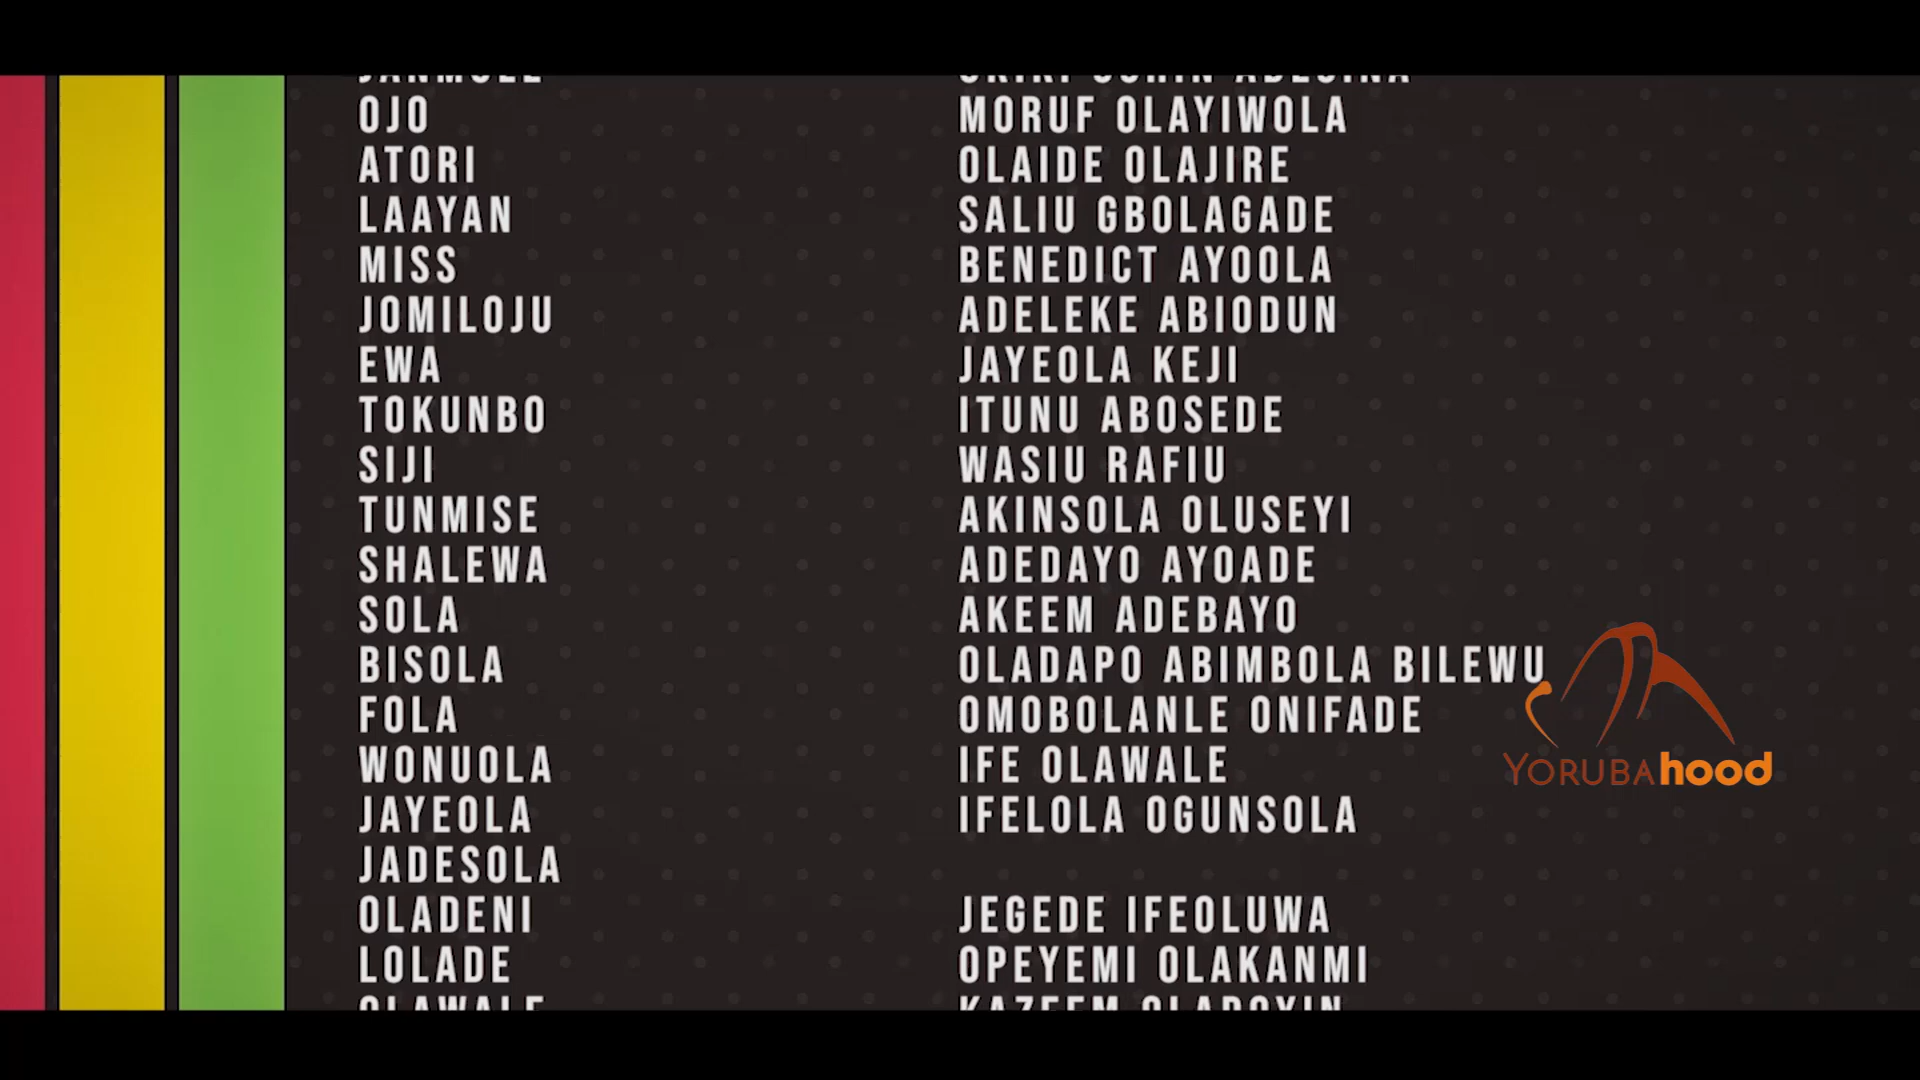 OJO MORUF OLAYIWOLA
ATORI OLAIDE OLAJIRE
LAAYAN SALIU GBOLAGADE
MISS BENEDICT AYOOLA
JOMILOJU ADELEKE ABIODUN
EWA JAYEOLA KEJI
TOKUNBO ITUNU ABOSEDE
SIJI WASIU RAFIU
TUNMISE AKINSOLA OLUSEYI
SHALEWA ADEDAYO AYOADE
SOLA AKEEM ADEBAYO
BISOLA OLADAPO ABIMBOLA BILEWU
FOLA OMOBOLANLE ONIFADE
WONUOLA IFE OLAWALE
YORUBAhood
JAYEOLA IFELOLA OGUNSOLA
JADESOLA
OLADENI JEGEDE IFEOLUWA
LOLADE OPEYEMI OLAKANMI
OLAWALE KAZEEM